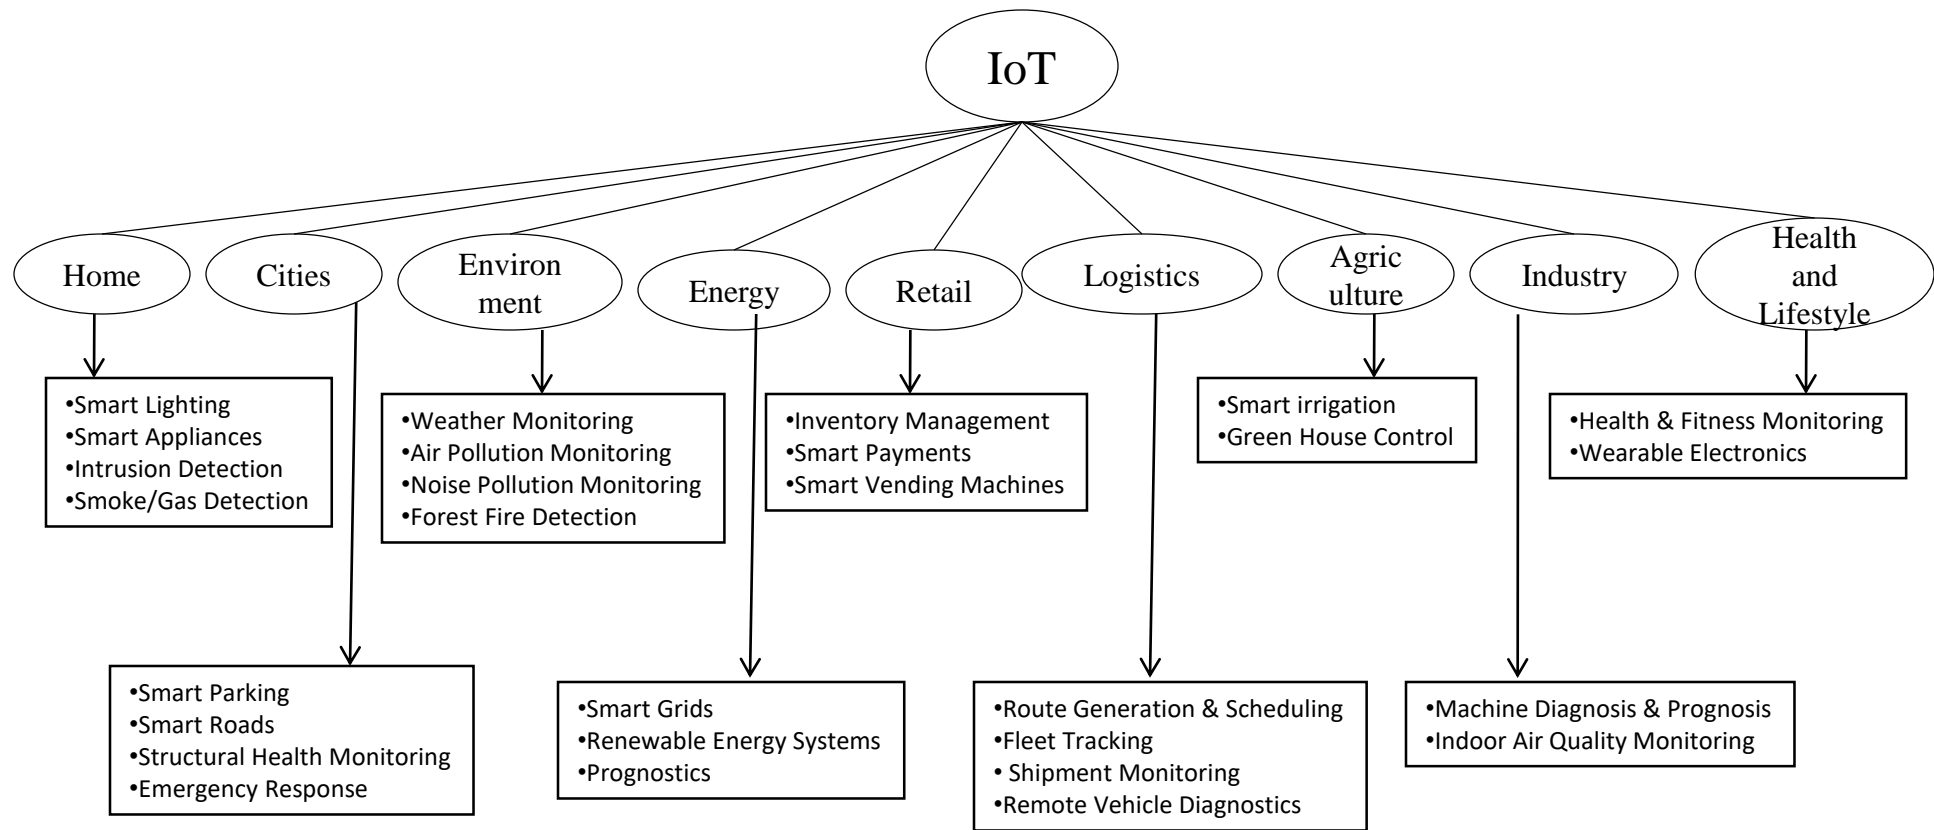 IoT
Home
Cities
Environ
ment
Energy
Retail
Logistics
Agric
ulture
Industry
Health
and
Lifestyle
•Smart Lighting
•Smart Appliances
•Intrusion Detection
•Smoke/Gas Detection
•Weather Monitoring
•Air Pollution Monitoring
•Noise Pollution Monitoring
•Forest Fire Detection
•Inventory Management
•Smart Payments
•Smart Vending Machines
•Smart irrigation
•Green House Control
•Health & Fitness Monitoring
•Wearable Electronics
•Smart Parking
•Smart Roads
•Structural Health Monitoring
•Emergency Response
•Smart Grids
•Renewable Energy Systems
•Prognostics
•Route Generation & Scheduling
•Fleet Tracking
• Shipment Monitoring
•Remote Vehicle Diagnostics
•Machine Diagnosis & Prognosis
•Indoor Air Quality Monitoring